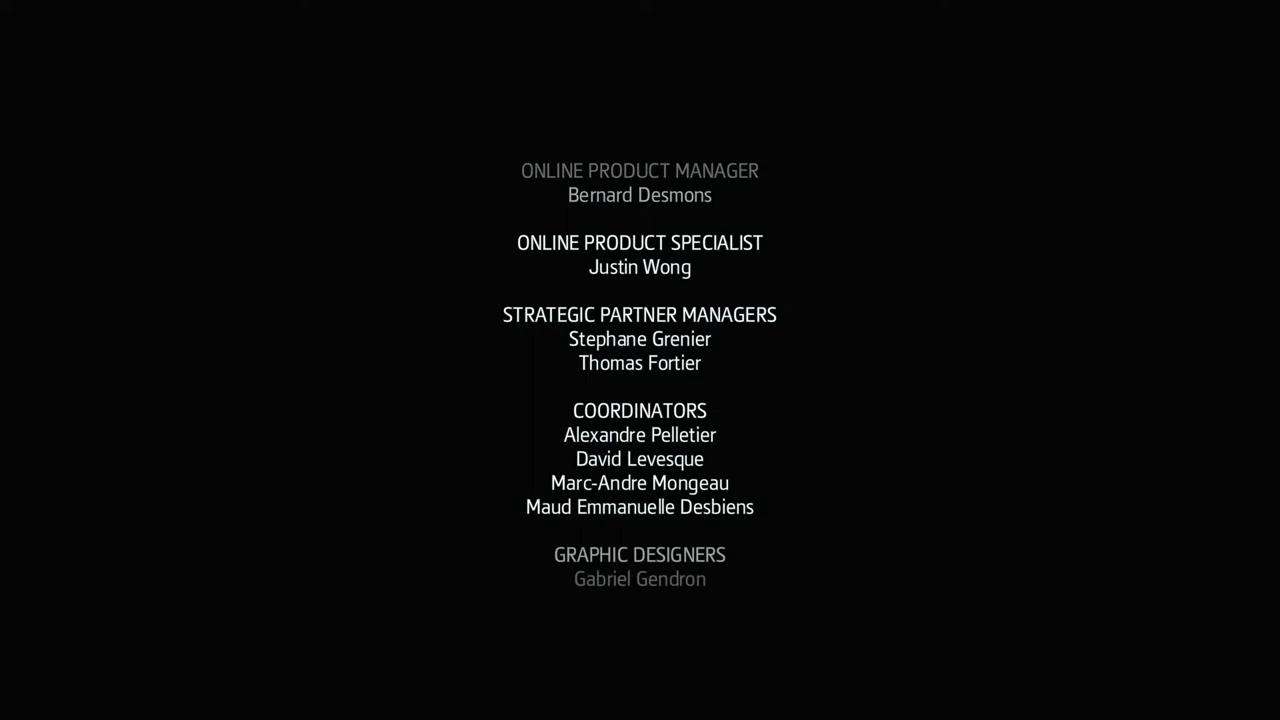 ONLINE PRODUCT MANAGER
Bernard Desmons
ONLINE PRODUCT SPECIALIST
Justin Wong
STRATEGIC PARTNER MANAGERS
Stephane Grenier
Thomas Fortier
COORDINATORS
Alexandre Pelletier
David Levesque
Marc-Andre Mongeau
Maud Emmanuelle Desbiens
GRAPHIC DESIGNERS
Gabriel Gendron